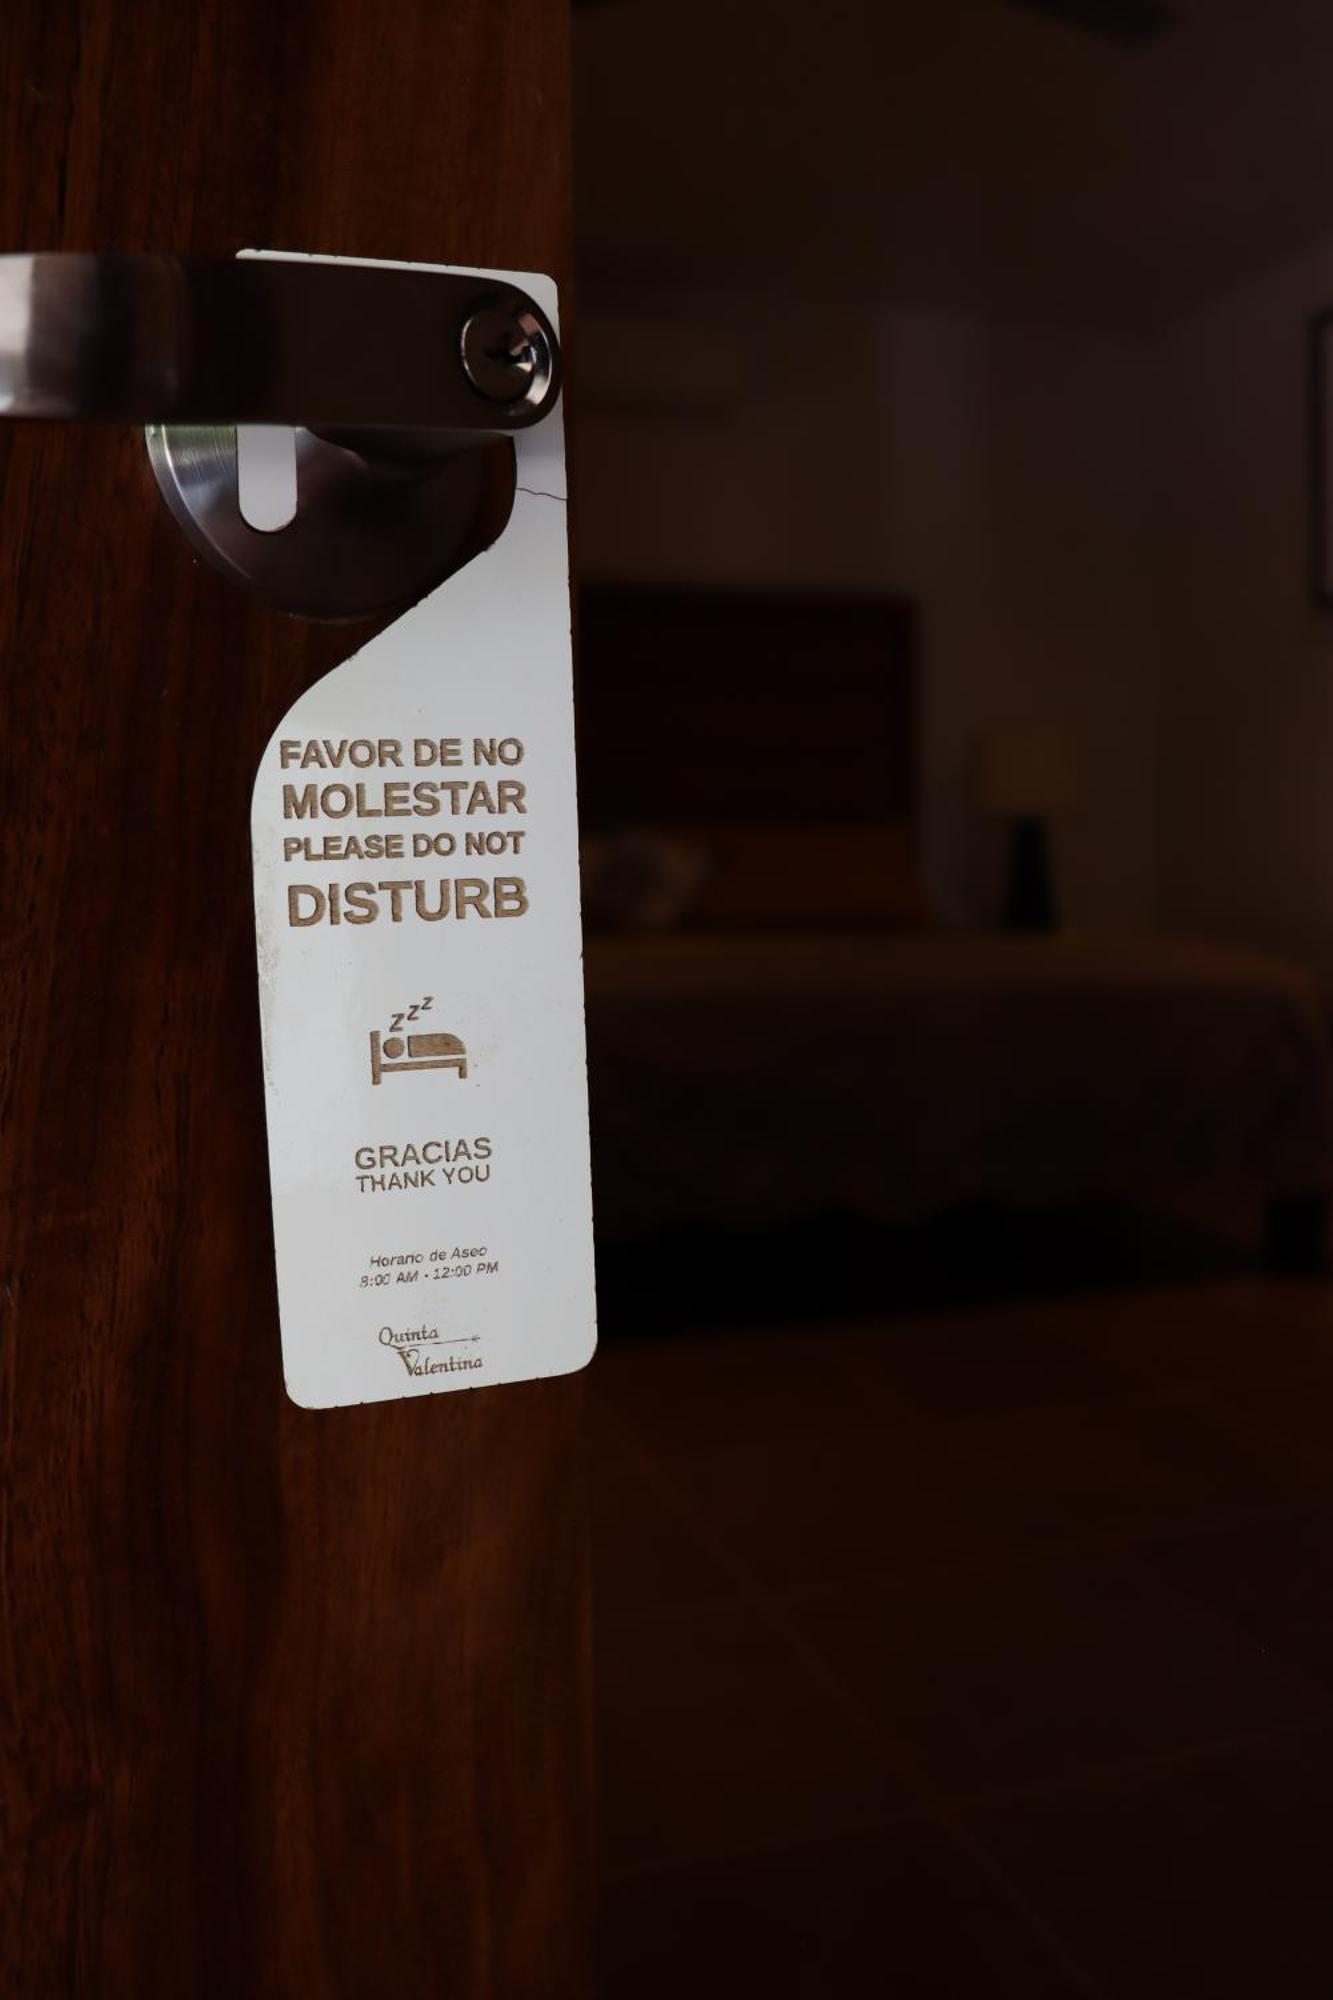 FAVOR DE NO
MOLESTAR
PLEASE DO NOT
DISTURB
zzz
GRACIAS
THANK YOU
Horario de Aseo
8:00 AM - 12:00 PM
Quinta
Valentina